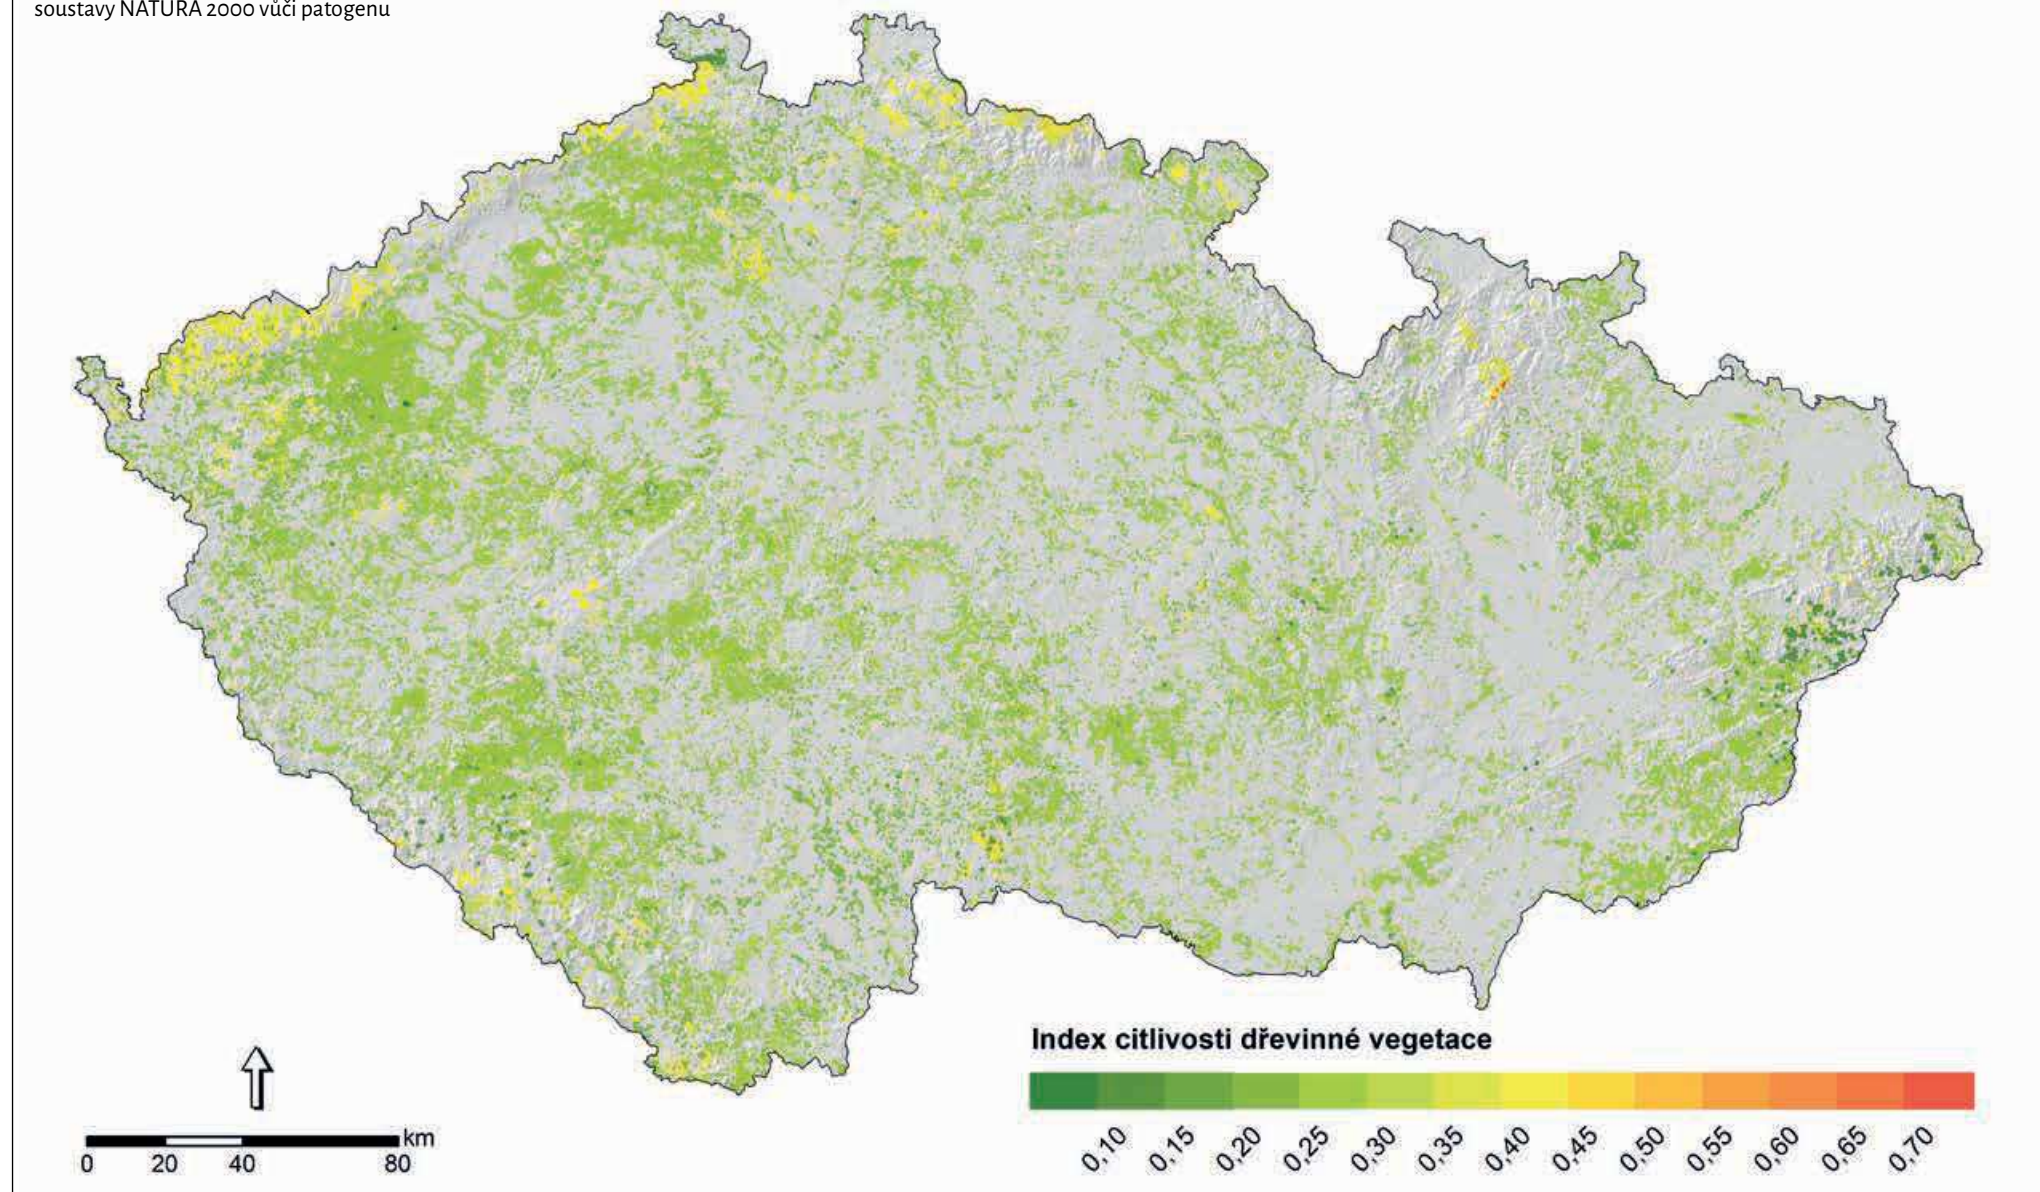 soustavy NATURA 2000 vůči patogenu
Index citlivosti dřevinné vegetace
0,10 0,15 0,20 0,25 0,30 0,35 0,40 0,45 0,50 0,55 0,60 0,65 0,70
km
0 20 40 80